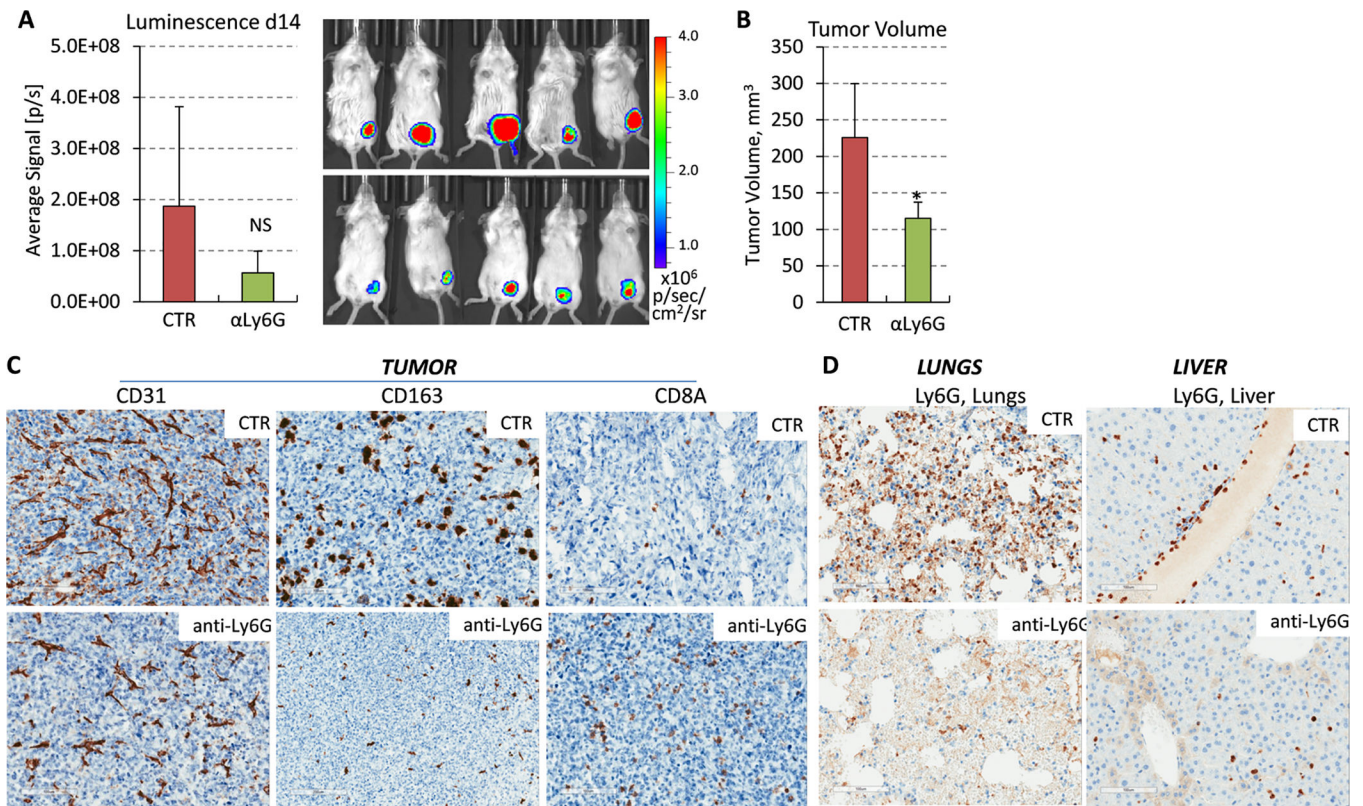 A
Luminescence d14
Average Signal [p/s]
5.0E+08
4.0E+08
3.0E+08
2.0E+08
1.0E+08
0.0E+00
NS
CTR
αLy6G
4.0
3.0
2.0
1.0
x10⁶
p/sec/
cm²/sr
B
Tumor Volume
Tumor Volume, mm³
350
300
250
200
150
100
50
0
*
CTR
αLy6G
C
TUMOR
CD31
CD163
CD8A
CTR
CTR
CTR
anti-Ly6G
anti-Ly6G
anti-Ly6G
D
LUNGS
LIVER
Ly6G, Lungs
Ly6G, Liver
CTR
CTR
anti-Ly6G
anti-Ly6G